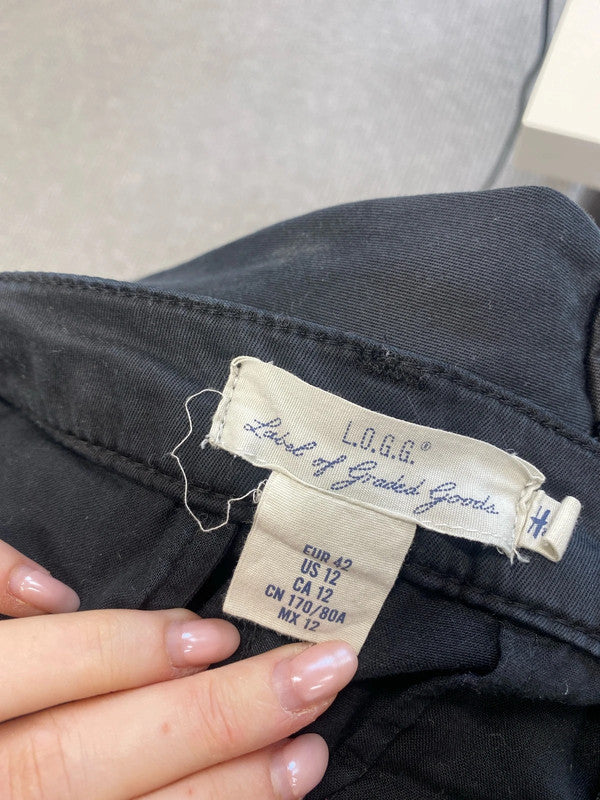 L.O.G.G.®
Label of Graded Goods
H
EUR 42
US 12
CA 12
CN 170/80A
MX 12